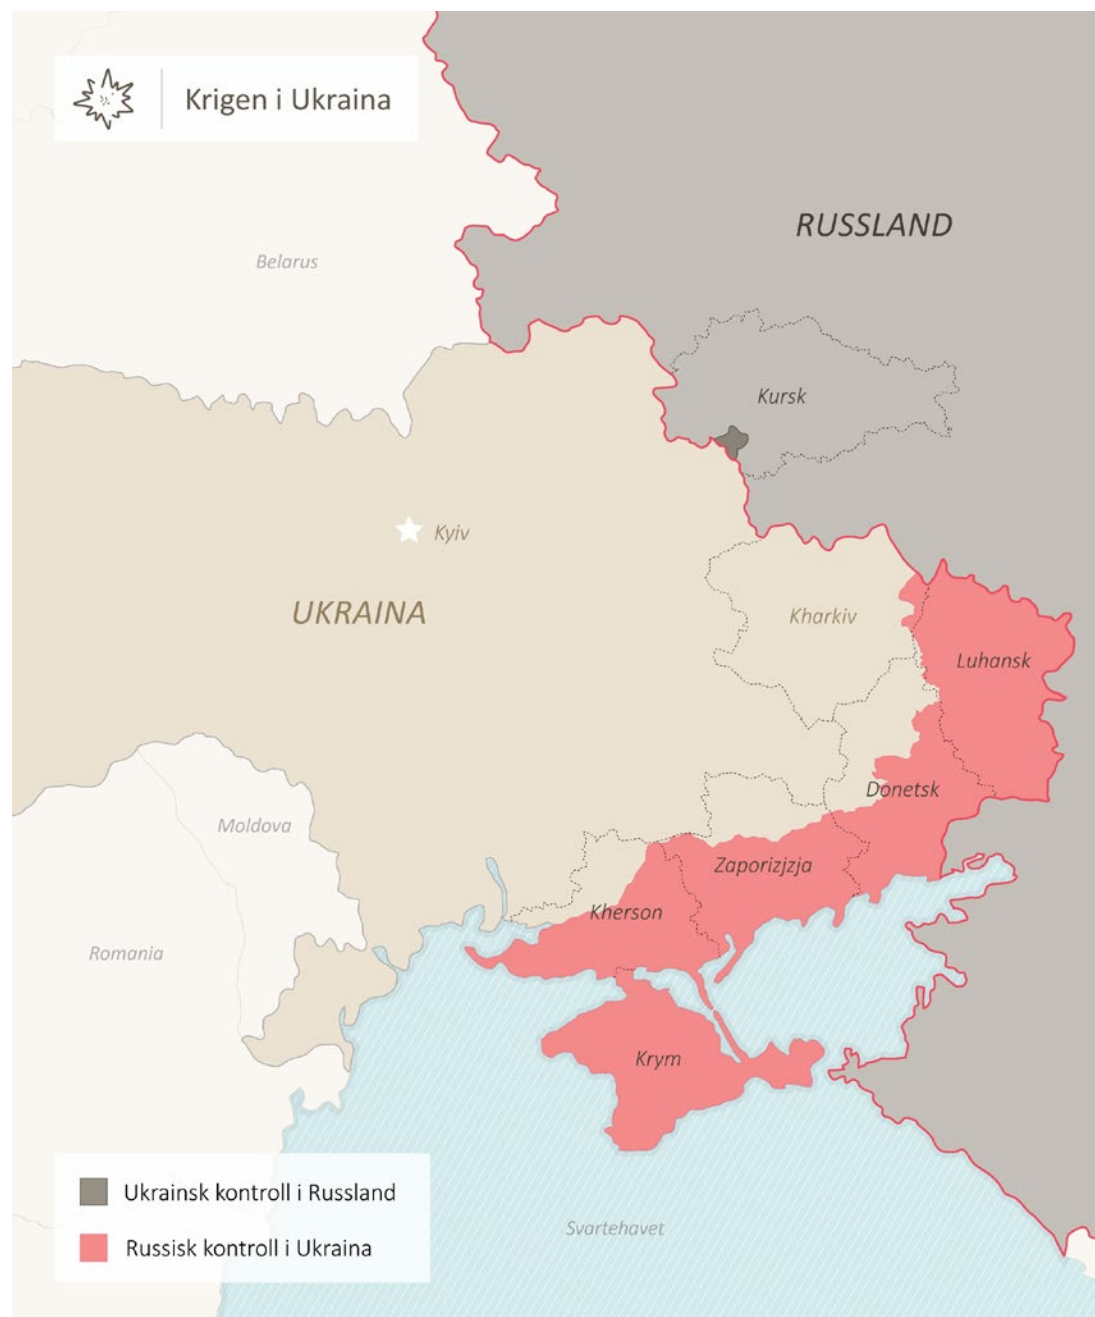 Krigen i Ukraina
RUSSLAND
Belarus
Kursk
Kyiv
UKRAINA
Kharkiv
Luhansk
Donetsk
Moldova
Zaporizjzja
Kherson
Romania
Krym
Ukrainsk kontroll i Russland
Svartehavet
Russisk kontroll i Ukraina